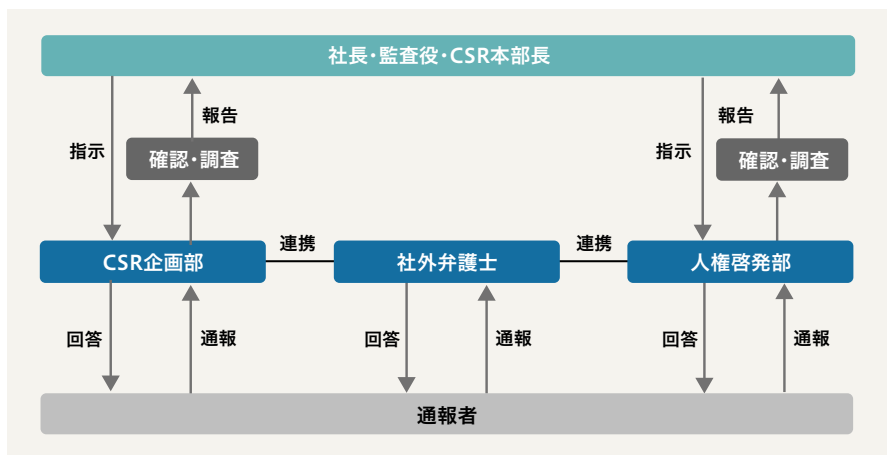 社長・監査役・CSR本部長
報告
報告
指示
指示
確認・調査
確認・調査
連携
連携
CSR企画部
社外弁護士
人権啓発部
回答
通報
回答
通報
回答
通報
通報者